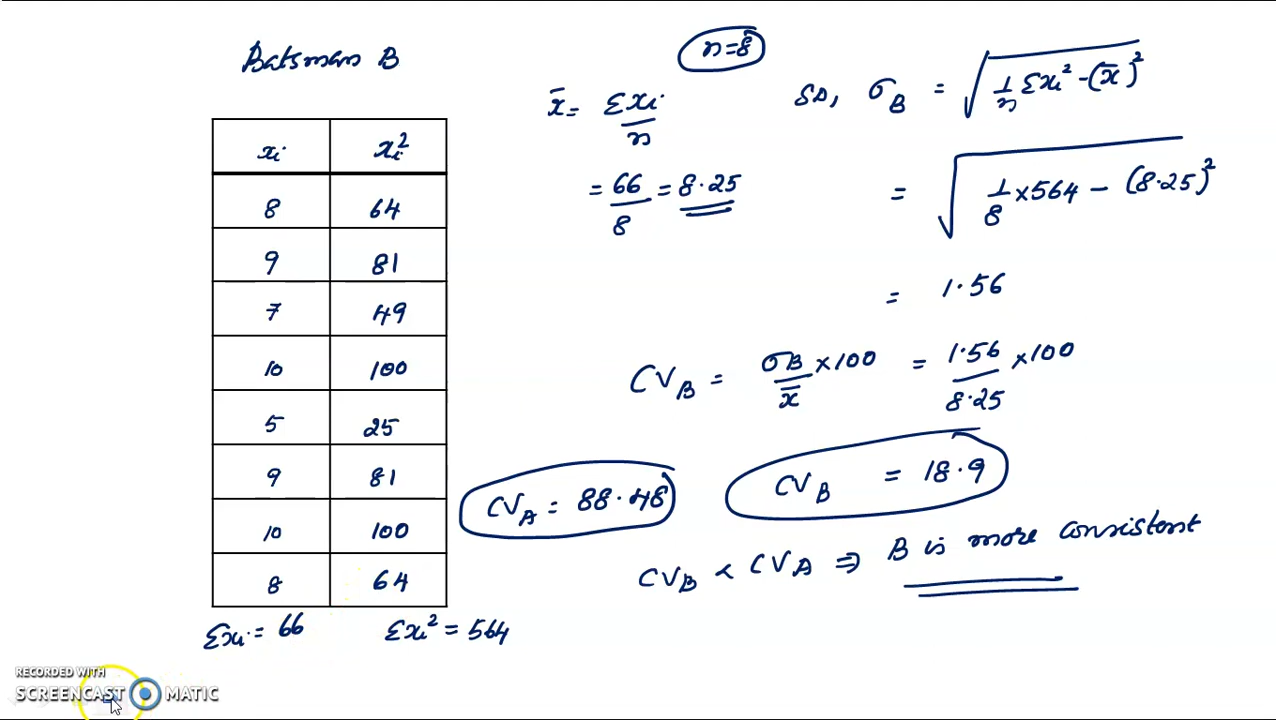 Batsman B
n=8
x̄ = Σxi/n
SD, σB = √(1/n Σxi² - (x̄)²)
xi xi²
8 64
9 81
7 49
10 100
5 25
9 81
10 100
8 64
Σxi = 66 Σxi² = 564
= 66/8 = 8.25
= √(1/8 × 564 - (8.25)²)
= 1.56
CVB = σB/x̄ × 100 = 1.56/8.25 × 100
CVA = 88.48
CVB = 18.9
CVB < CVA ⇒ B is more consistent
RECORDED WITH
SCREENCAST MATIC